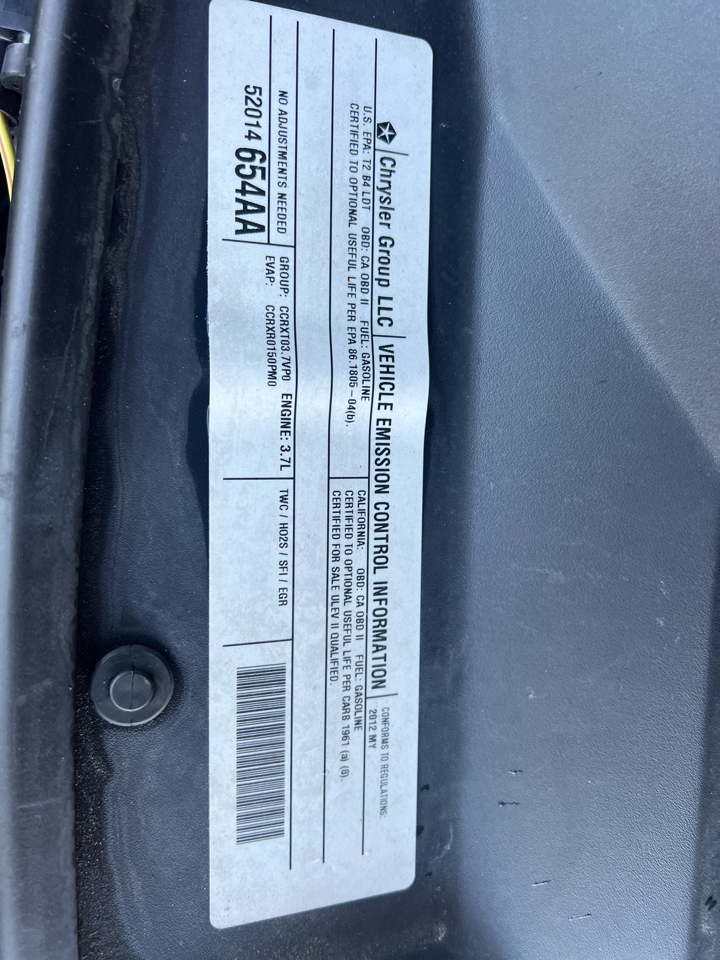 Chrysler Group LLC VEHICLE EMISSION CONTROL INFORMATION CONFORMS TO REGULATIONS:
2012 MY
U.S. EPA: T2 B4 LDT OBD: CA OBD II FUEL: GASOLINE
CERTIFIED TO OPTIONAL USEFUL LIFE PER EPA 86.1805-04(b).
CALIFORNIA: OBD: CA OBD II FUEL: GASOLINE
CERTIFIED TO OPTIONAL USEFUL LIFE PER CARB 1961 (a) (8).
CERTIFIED FOR SALE ULEV II QUALIFIED.
NO ADJUSTMENTS NEEDED
52014 654AA
GROUP: CCRXT03.7VP0 ENGINE: 3.7L
EVAP: CCRXR0150PM0
TWC / HO2S / SFI / EGR